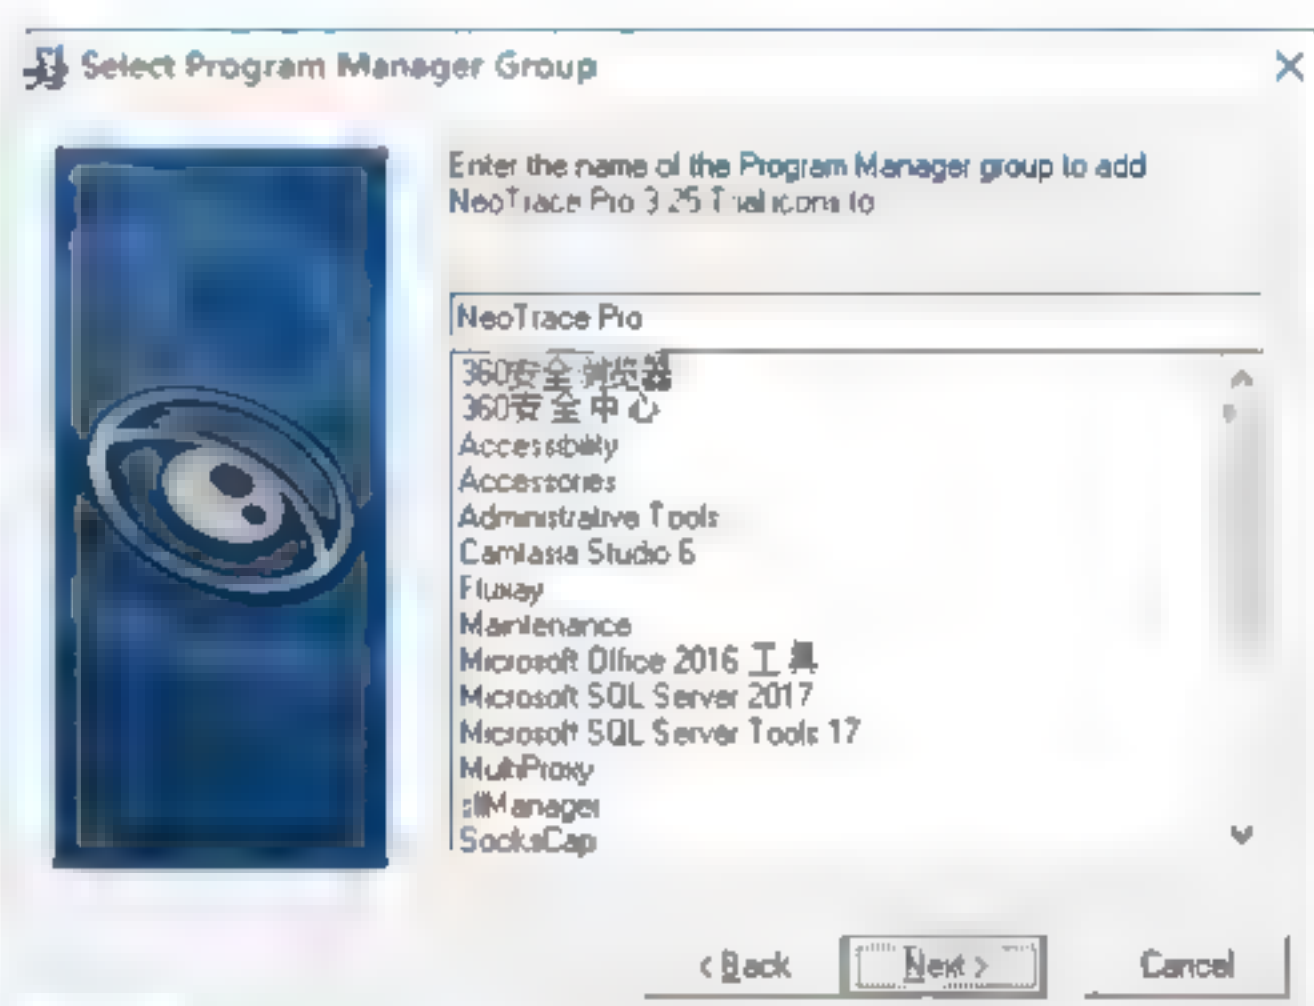 Select Program Manager Group
Enter the name of the Program Manager group to add
NeoTrace Pro 3.25 Trial icons to
NeoTrace Pro
360安全浏览器
360安全中心
Accessibility
Accessories
Administrative Tools
Camtasia Studio 6
Fluxay
Maintenance
Microsoft Office 2016 工具
Microsoft SQL Server 2017
Microsoft SQL Server Tools 17
MultiProxy
Manager
SocksCap
< Back
Next >
Cancel